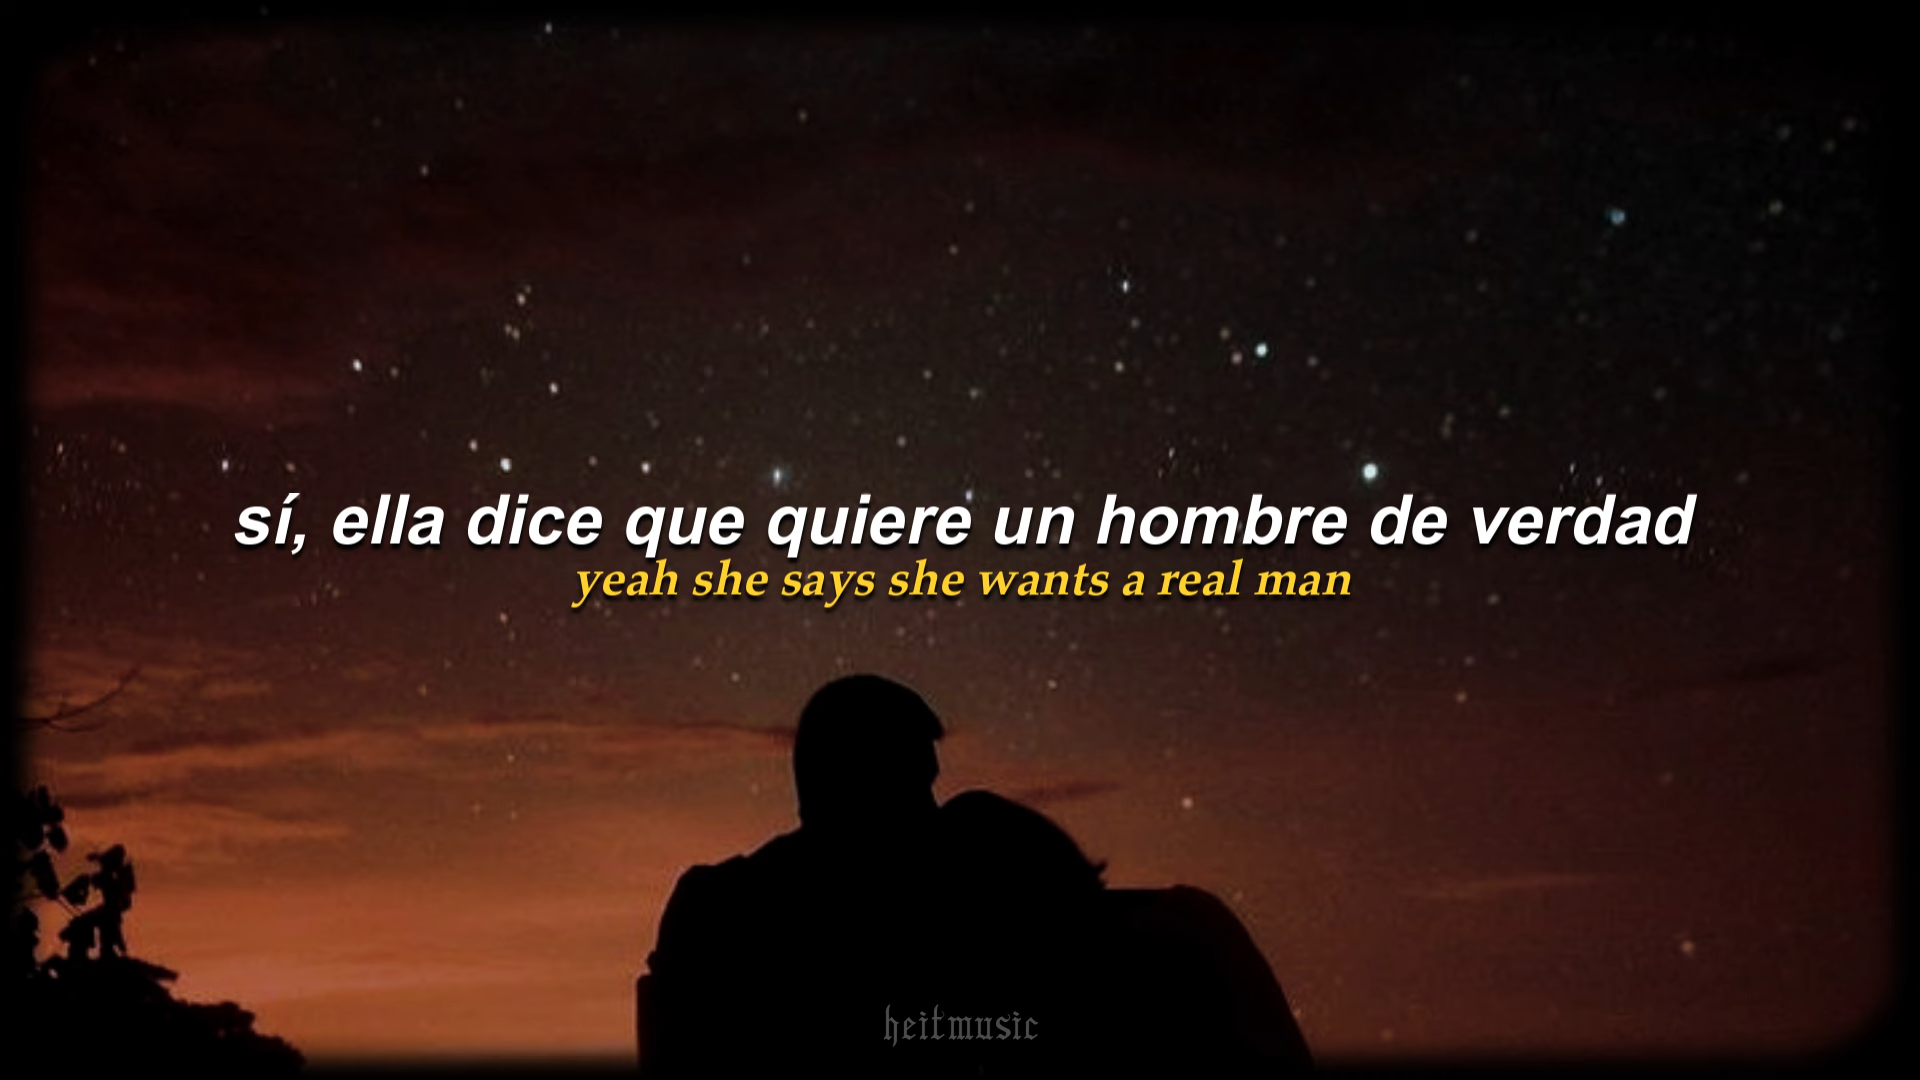 sí, ella dice que quiere un hombre de verdad
yeah she says she wants a real man
heitmusic